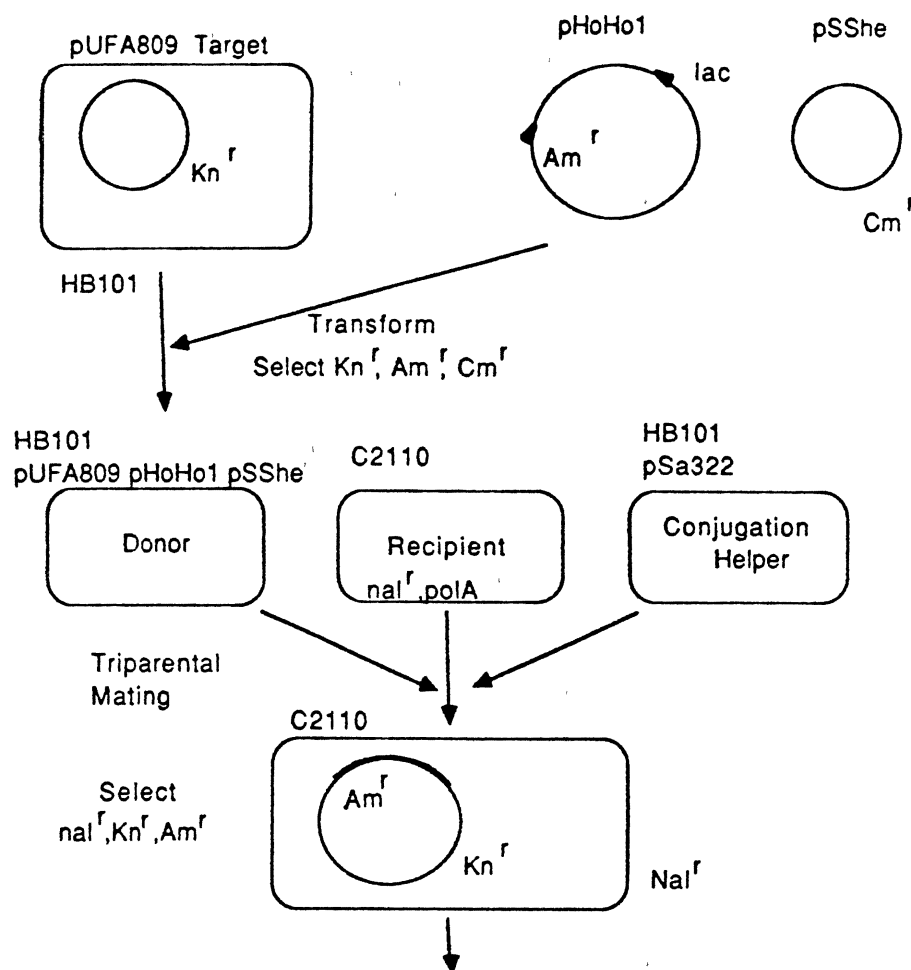 pUFA809 Target
Kn r
HB101
pHoHo1
lac
Am r
pSShe
Cm r
Transform
Select Kn r, Am r, Cm r
HB101
pUFA809 pHoHo1 pSShe
Donor
C2110
Recipient
nal r,polA
HB101
pSa322
Conjugation
Helper
Triparental
Mating
C2110
Select
nal r,Kn r,Am r
Am r
Kn r
Nal r